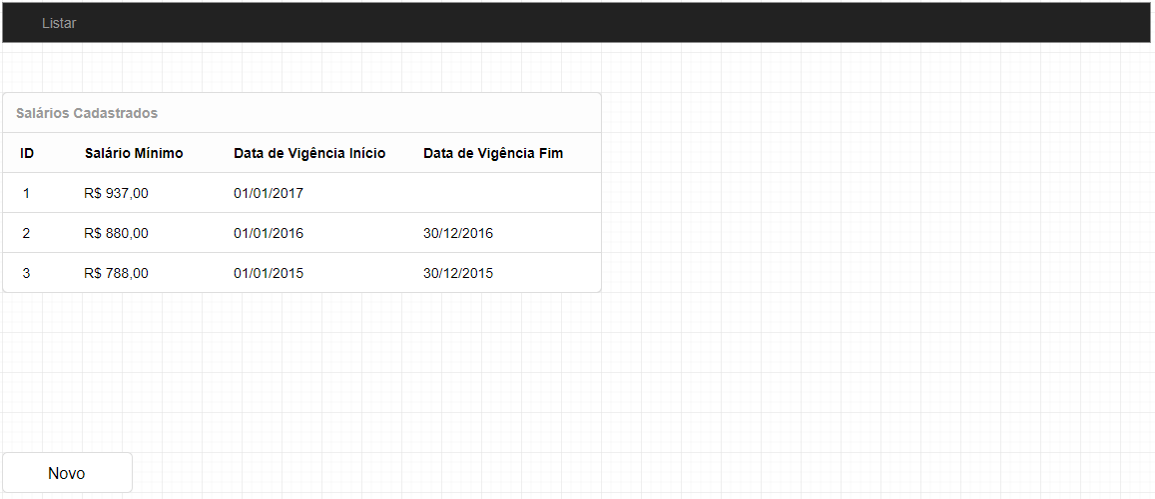 Listar
Salários Cadastrados
ID Salário Mínimo Data de Vigência Início Data de Vigência Fim
1 R$ 937,00 01/01/2017
2 R$ 880,00 01/01/2016 30/12/2016
3 R$ 788,00 01/01/2015 30/12/2015
Novo